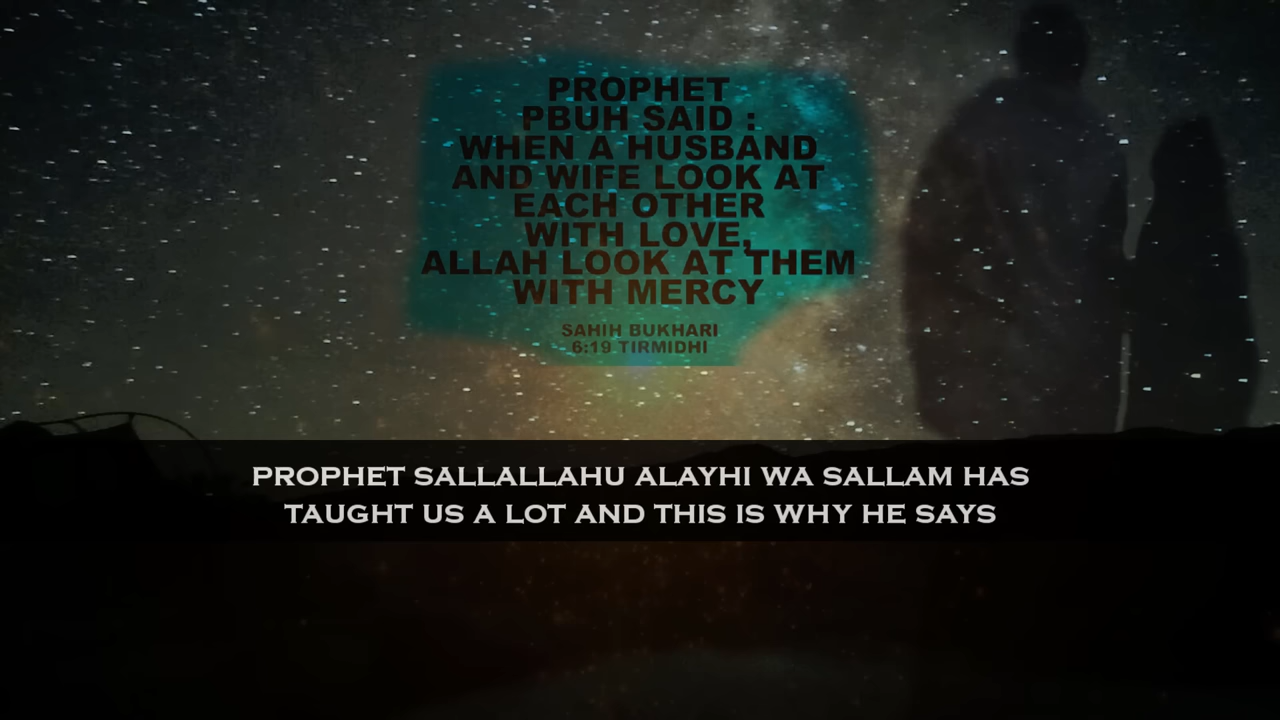 PROPHET
PBUH SAID :
WHEN A HUSBAND
AND WIFE LOOK AT
EACH OTHER
WITH LOVE,
ALLAH LOOK AT THEM
WITH MERCY
SAHIH BUKHARI
6:19 TIRMIDHI
PROPHET SALLALLAHU ALAYHI WA SALLAM HAS
TAUGHT US A LOT AND THIS IS WHY HE SAYS